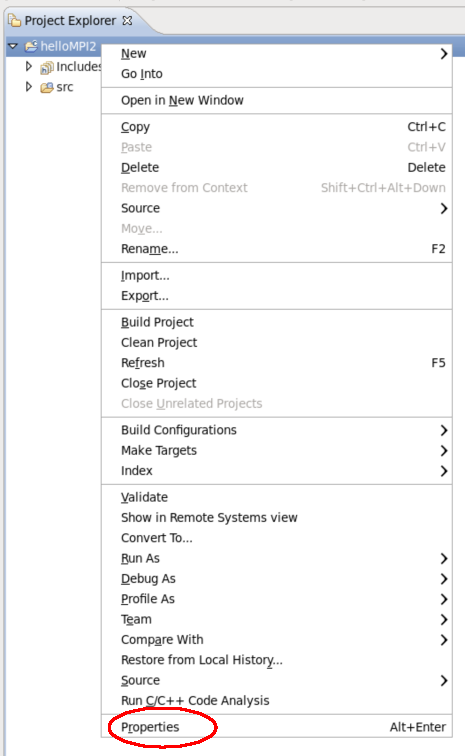 Project Explorer
helloMPI2
Includes
src
New
Go Into
Open in New Window
Copy Ctrl+C
Paste Ctrl+V
Delete Delete
Remove from Context Shift+Ctrl+Alt+Down
Source
Move...
Rename... F2
Import...
Export...
Build Project
Clean Project
Refresh F5
Close Project
Close Unrelated Projects
Build Configurations
Make Targets
Index
Validate
Show in Remote Systems view
Convert To...
Run As
Debug As
Profile As
Team
Compare With
Restore from Local History...
Source
Run C/C++ Code Analysis
Properties Alt+Enter